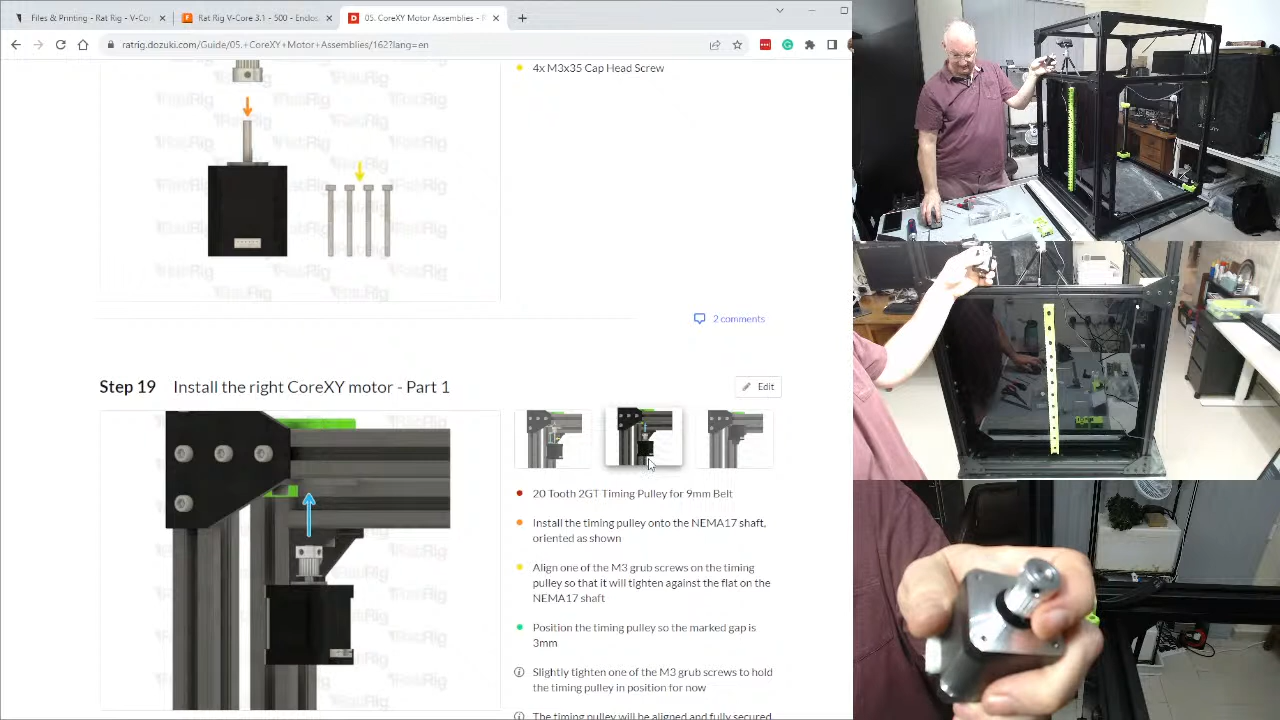 Files & Printing - Rat Rig V-Cor
Rat Rig V-Core 3.1 - 500 - Endos
05. CoreXY Motor Assemblies - R
ratrig.dozuki.com/Guide/05.+CoreXY+Motor+Assemblies/162?lang=en
4x M3x35 Cap Head Screw
2 comments
Step 19 Install the right CoreXY motor - Part 1
Edit
20 Tooth 2GT Timing Pulley for 9mm Belt
Install the timing pulley onto the NEMA17 shaft,
oriented as shown
Align one of the M3 grub screws on the timing
pulley so that it will tighten against the flat on the
NEMA17 shaft
Position the timing pulley so the marked gap is
3mm
Slightly tighten one of the M3 grub screws to hold
the timing pulley in position for now
The timing pulley will be aligned and fully secured